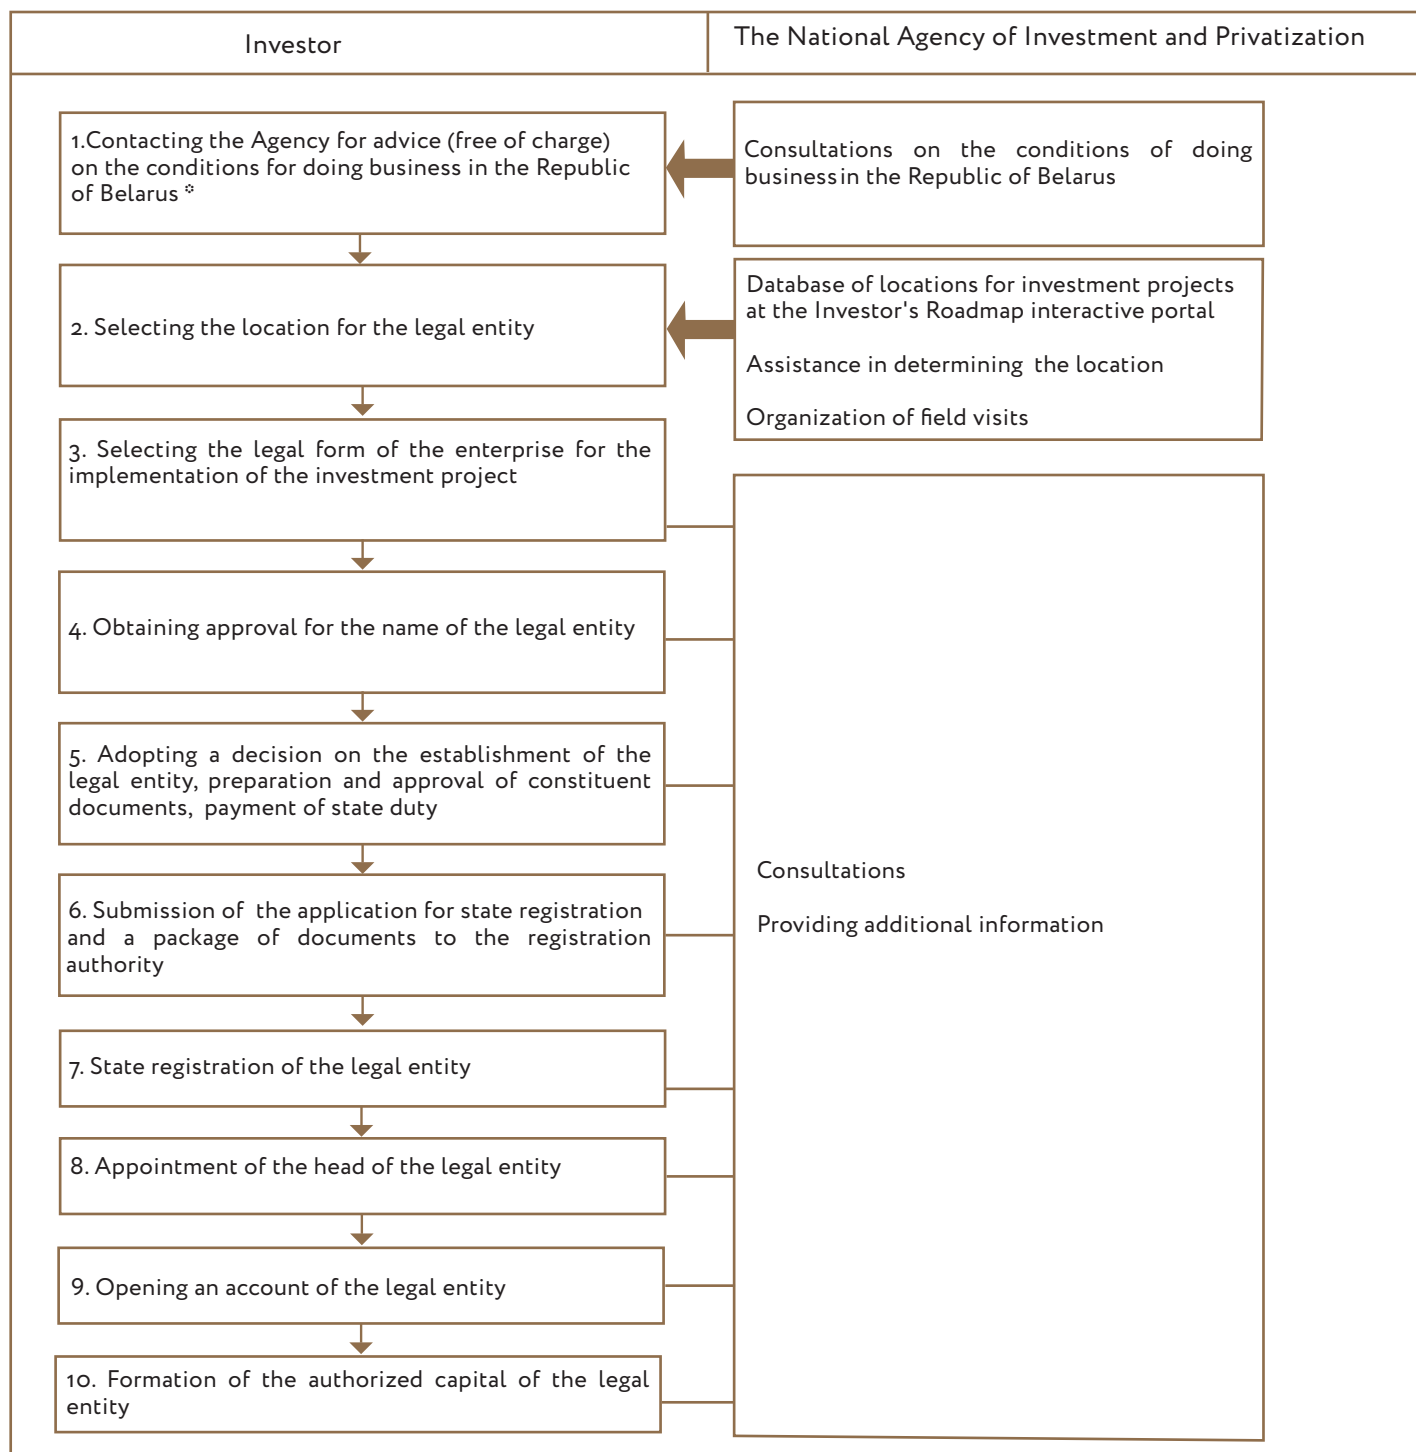 Investor
The National Agency of Investment and Privatization
1.Contacting the Agency for advice (free of charge)
on the conditions for doing business in the Republic
of Belarus *
Consultations on the conditions of doing
business in the Republic of Belarus
2. Selecting the location for the legal entity
Database of locations for investment projects
at the Investor's Roadmap interactive portal
Assistance in determining the location
Organization of field visits
3. Selecting the legal form of the enterprise for the
implementation of the investment project
4. Obtaining approval for the name of the legal entity
5. Adopting a decision on the establishment of the
legal entity, preparation and approval of constituent
documents, payment of state duty
6. Submission of the application for state registration
and a package of documents to the registration
authority
7. State registration of the legal entity
8. Appointment of the head of the legal entity
9. Opening an account of the legal entity
10. Formation of the authorized capital of the legal
entity
Consultations
Providing additional information